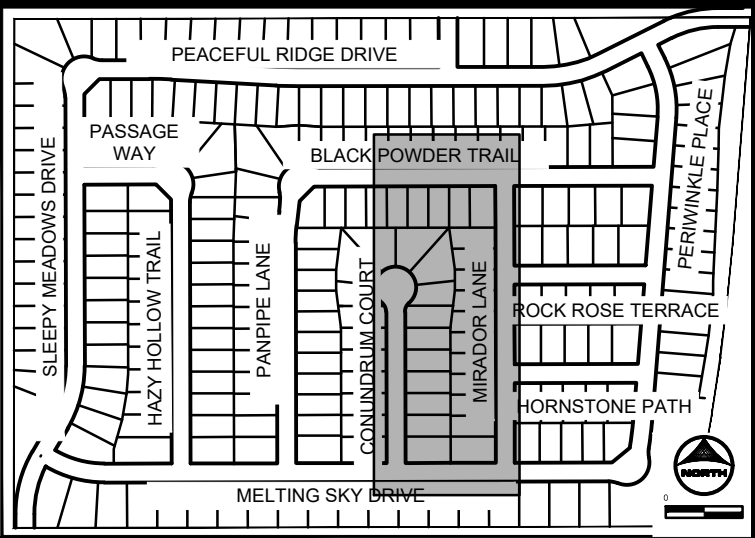 PEACEFUL RIDGE DRIVE
PASSAGE
WAY
BLACK POWDER TRAIL
PERIWINKLE PLACE
SLEEPY MEADOWS DRIVE
HAZY HOLLOW TRAIL
PANPIPE LANE
CONUNDRUM COURT
MIRADOR LANE
ROCK ROSE TERRACE
HORNSTONE PATH
MELTING SKY DRIVE
NORTH
0